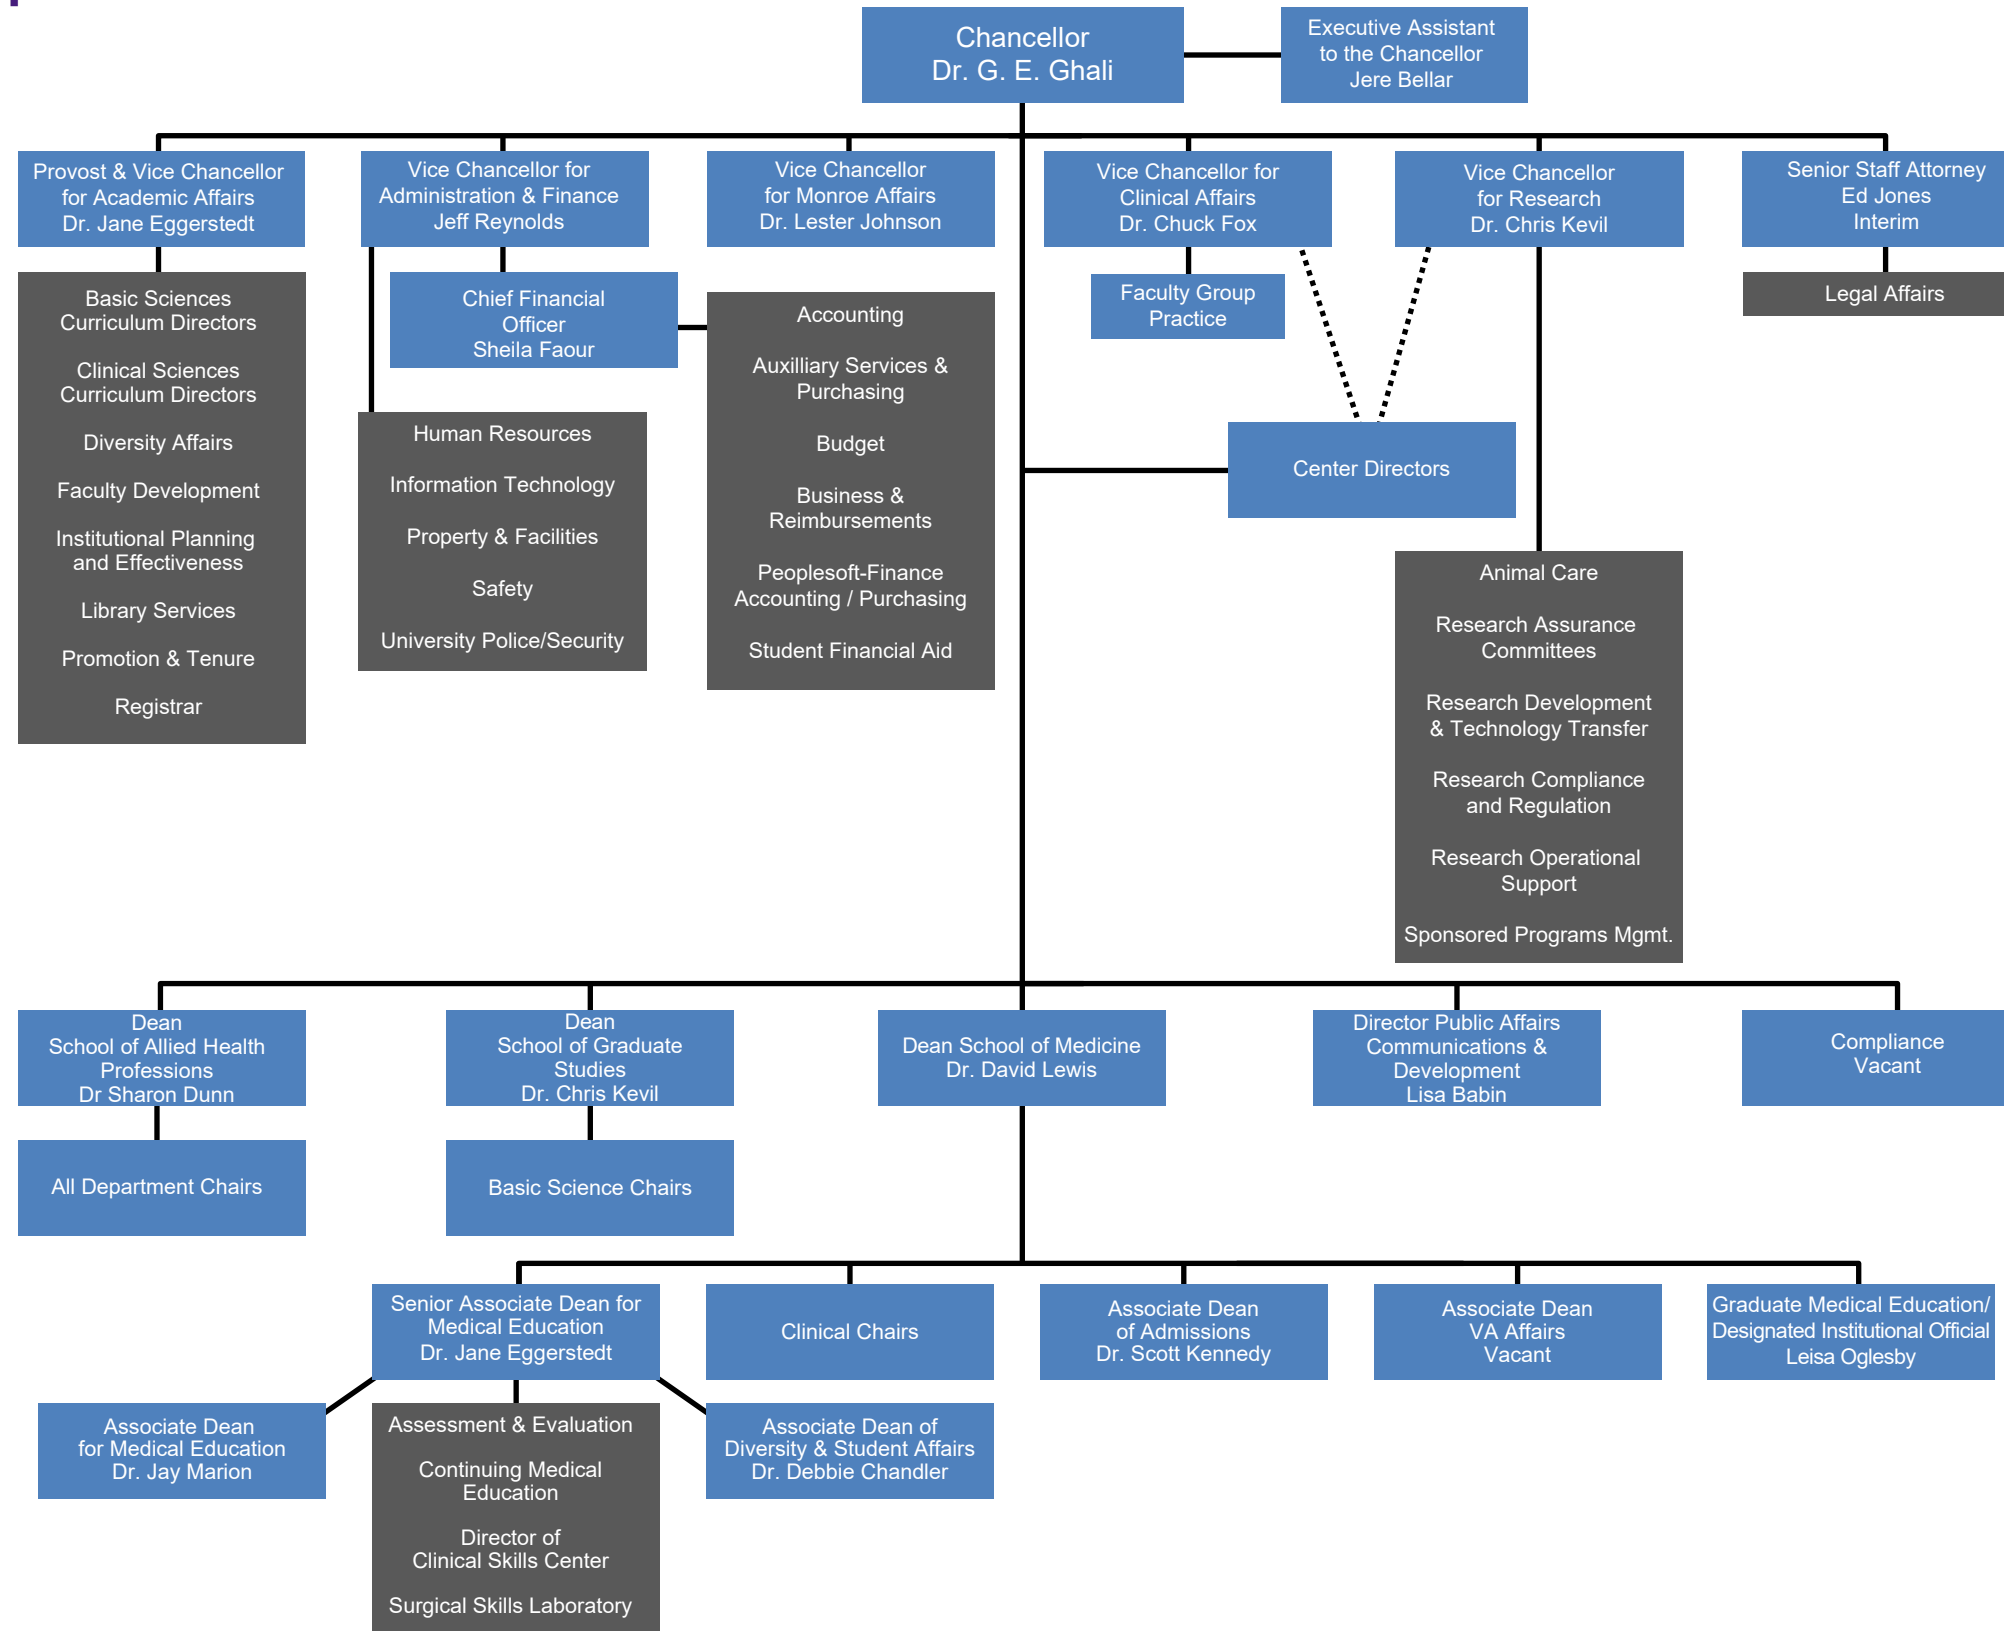 Chancellor
Dr. G. E. Ghali
Executive Assistant
to the Chancellor
Jere Bellar
Provost & Vice Chancellor
for Academic Affairs
Dr. Jane Eggerstedt
Vice Chancellor for
Administration & Finance
Jeff Reynolds
Vice Chancellor
for Monroe Affairs
Dr. Lester Johnson
Vice Chancellor for
Clinical Affairs
Dr. Chuck Fox
Vice Chancellor
for Research
Dr. Chris Kevil
Senior Staff Attorney
Ed Jones
Interim
Basic Sciences
Curriculum Directors
Clinical Sciences
Curriculum Directors
Diversity Affairs
Faculty Development
Institutional Planning
and Effectiveness
Library Services
Promotion & Tenure
Registrar
Chief Financial
Officer
Sheila Faour
Human Resources
Information Technology
Property & Facilities
Safety
University Police/Security
Accounting
Auxilliary Services &
Purchasing
Budget
Business &
Reimbursements
Peoplesoft-Finance
Accounting / Purchasing
Student Financial Aid
Faculty Group
Practice
Legal Affairs
Center Directors
Animal Care
Research Assurance
Committees
Research Development
& Technology Transfer
Research Compliance
and Regulation
Research Operational
Support
Sponsored Programs Mgmt.
Dean
School of Allied Health
Professions
Dr Sharon Dunn
Dean
School of Graduate
Studies
Dr. Chris Kevil
Dean School of Medicine
Dr. David Lewis
Director Public Affairs
Communications &
Development
Lisa Babin
Compliance
Vacant
All Department Chairs
Basic Science Chairs
Senior Associate Dean for
Medical Education
Dr. Jane Eggerstedt
Clinical Chairs
Associate Dean
of Admissions
Dr. Scott Kennedy
Associate Dean
VA Affairs
Vacant
Graduate Medical Education/
Designated Institutional Official
Leisa Oglesby
Associate Dean
for Medical Education
Dr. Jay Marion
Assessment & Evaluation
Continuing Medical
Education
Director of
Clinical Skills Center
Surgical Skills Laboratory
Associate Dean of
Diversity & Student Affairs
Dr. Debbie Chandler